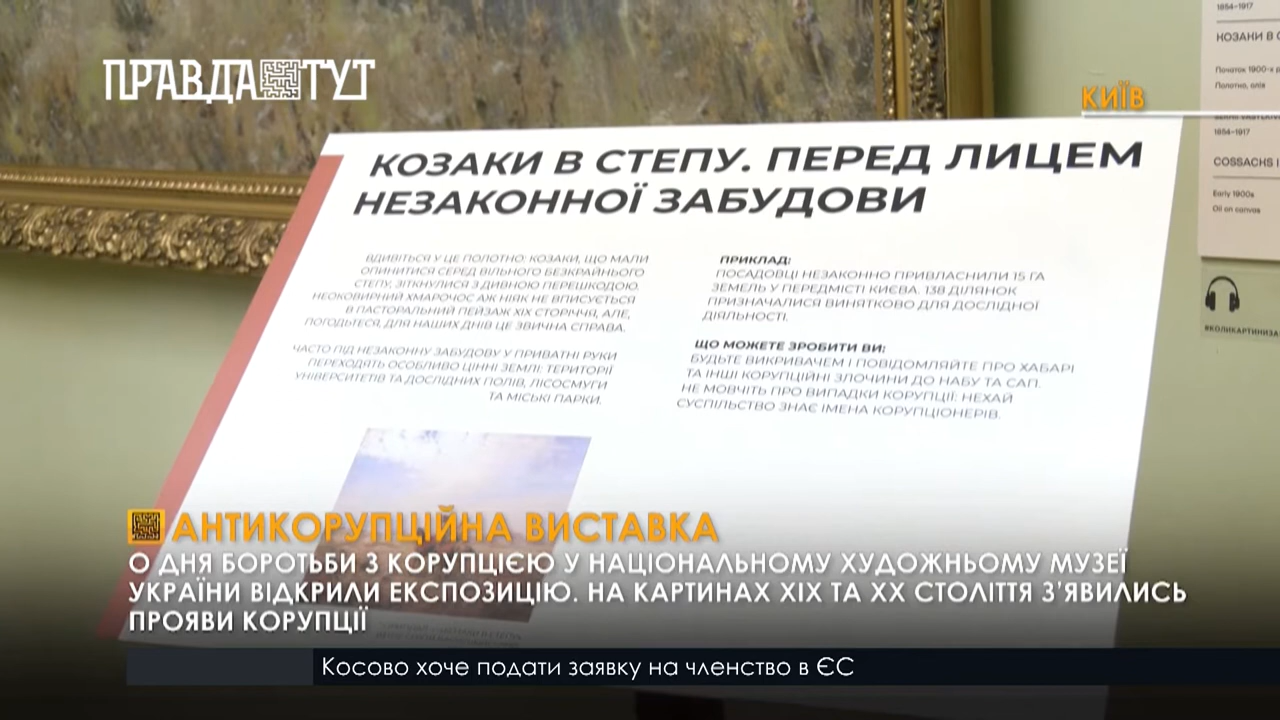 ПРАВДА ТУТ
КИЇВ
1854-1917
КОЗАКИ В С
Початок 1900-х р
Полотно, олія
1854-1917
COSSACHS I
Early 1900s
Oil on canvas
#КОЛИКАРТИНИЗА
КОЗАКИ В СТЕПУ. ПЕРЕД ЛИЦЕМ
НЕЗАКОННОЇ ЗАБУДОВИ
ВДИВІТЬСЯ У ЦЕ ПОЛОТНО: КОЗАКИ, ЩО МАЛИ
ОПИНИТИСЯ СЕРЕД ВІЛЬНОГО БЕЗКРАЙНЬОГО
СТЕПУ, ЗІТКНУЛИСЯ З ДИВНОЮ ПЕРЕШКОДОЮ.
НЕОКОВИРНИЙ ХМАРОЧОС АЖ НІЯК НЕ ВПИСУЄТЬСЯ
В ПАСТОРАЛЬНИЙ ПЕЙЗАЖ XIX СТОРІЧЧЯ, АЛЕ,
ПОГОДЬТЕСЯ, ДЛЯ НАШИХ ДНІВ ЦЕ ЗВИЧНА СПРАВА.
ЧАСТО ПІД НЕЗАКОННУ ЗАБУДОВУ У ПРИВАТНІ РУКИ
ПЕРЕХОДЯТЬ ОСОБЛИВО ЦІННІ ЗЕМЛІ: ТЕРИТОРІЇ
УНІВЕРСИТЕТІВ ТА ДОСЛІДНИХ ПОЛІВ, ЛІСОСМУГИ
ТА МІСЬКІ ПАРКИ.
ПРИКЛАД:
ПОСАДОВЦІ НЕЗАКОННО ПРИВЛАСНИЛИ 15 ГА
ЗЕМЕЛЬ У ПЕРЕДМІСТІ КИЄВА. 138 ДІЛЯНОК
ПРИЗНАЧАЛИСЯ ВИНЯТКОВО ДЛЯ ДОСЛІДНОЇ
ДІЯЛЬНОСТІ.
ЩО МОЖЕТЕ ЗРОБИТИ ВИ:
БУДЬТЕ ВИКРИВАЧЕМ І ПОВІДОМЛЯЙТЕ ПРО ХАБАРІ
ТА ІНШІ КОРУПЦІЙНІ ЗЛОЧИНИ ДО НАБУ ТА САП.
НЕ МОВЧІТЬ ПРО ВИПАДКИ КОРУПЦІЇ: НЕХАЙ
СУСПІЛЬСТВО ЗНАЄ ІМЕНА КОРУПЦІОНЕРІВ.
АНТИКОРУПЦІЙНА ВИСТАВКА
О ДНЯ БОРОТЬБИ З КОРУПЦІЄЮ У НАЦІОНАЛЬНОМУ ХУДОЖНЬОМУ МУЗЕЇ
УКРАЇНИ ВІДКРИЛИ ЕКСПОЗИЦІЮ. НА КАРТИНАХ ХІХ ТА ХХ СТОЛІТТЯ З’ЯВИЛИСЬ
ПРОЯВИ КОРУПЦІЇ
Косово хоче подати заявку на членство в ЄС